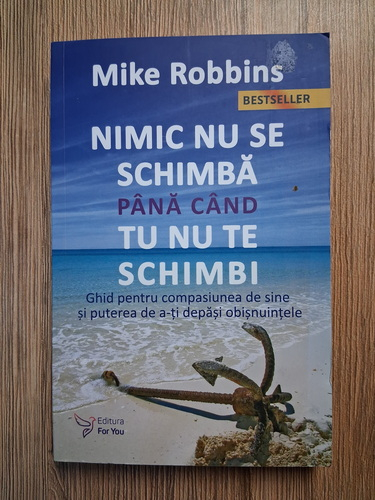 Mike Robbins
BESTSELLER
NIMIC NU SE
SCHIMBĂ
PÂNĂ CÂND
TU NU TE
SCHIMBI
Ghid pentru compasiunea de sine
și puterea de a-ți depăși obișnuințele
Editura
For You